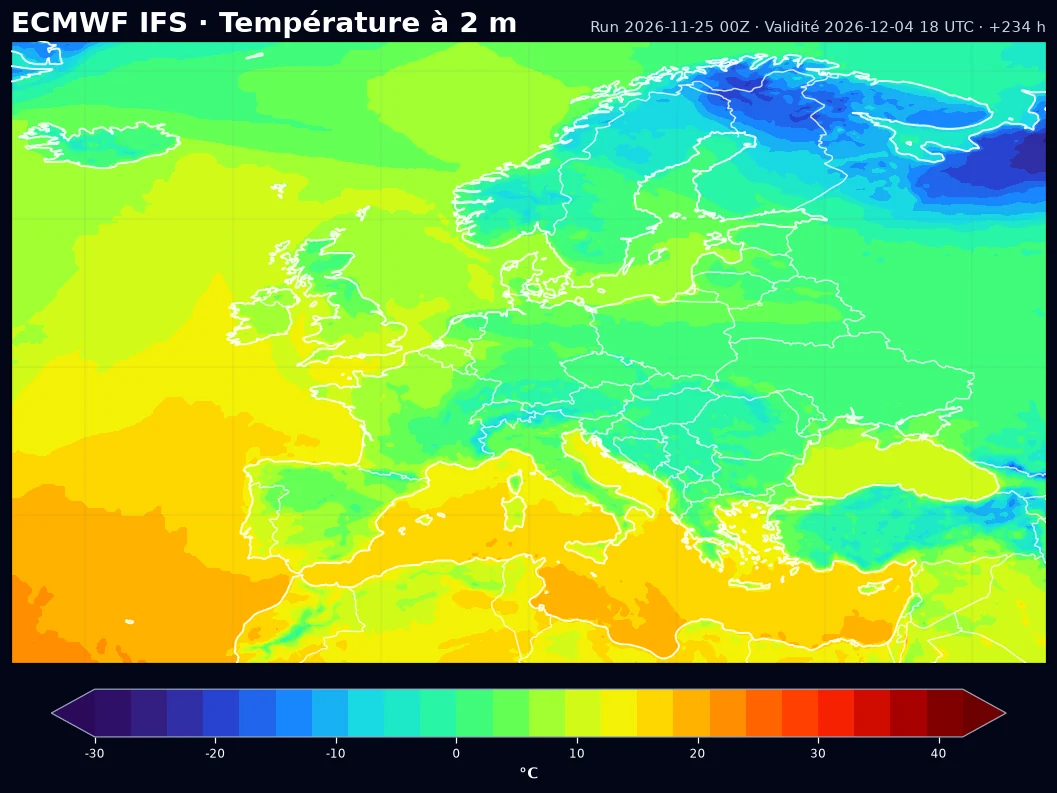 ECMWF IFS · Température à 2 m
Run 2026-11-25 00Z · Validité 2026-12-04 18 UTC · +234 h
-30 -20 -10 0 10 20 30 40
°C